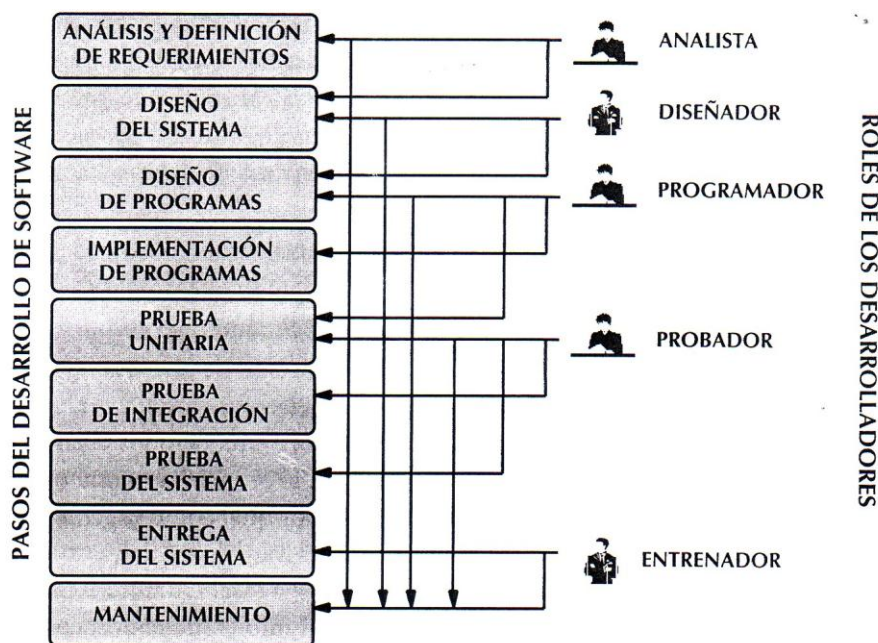 PASOS DEL DESARROLLO DE SOFTWARE
ANÁLISIS Y DEFINICIÓN
DE REQUERIMIENTOS
DISEÑO
DEL SISTEMA
DISEÑO
DE PROGRAMAS
IMPLEMENTACIÓN
DE PROGRAMAS
PRUEBA
UNITARIA
PRUEBA
DE INTEGRACIÓN
PRUEBA
DEL SISTEMA
ENTREGA
DEL SISTEMA
MANTENIMIENTO
ANALISTA
DISEÑADOR
PROGRAMADOR
PROBADOR
ENTRENADOR
ROLES DE LOS DESARROLLADORES